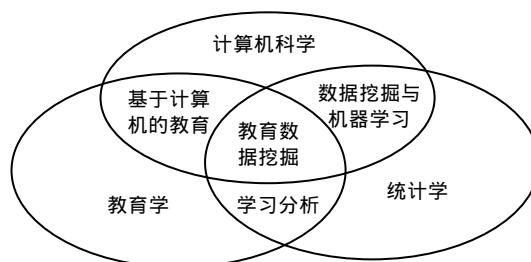 计算机科学
基于计算
机的教育
数据挖掘与
机器学习
教育数
据挖掘
教育学
学习分析
统计学